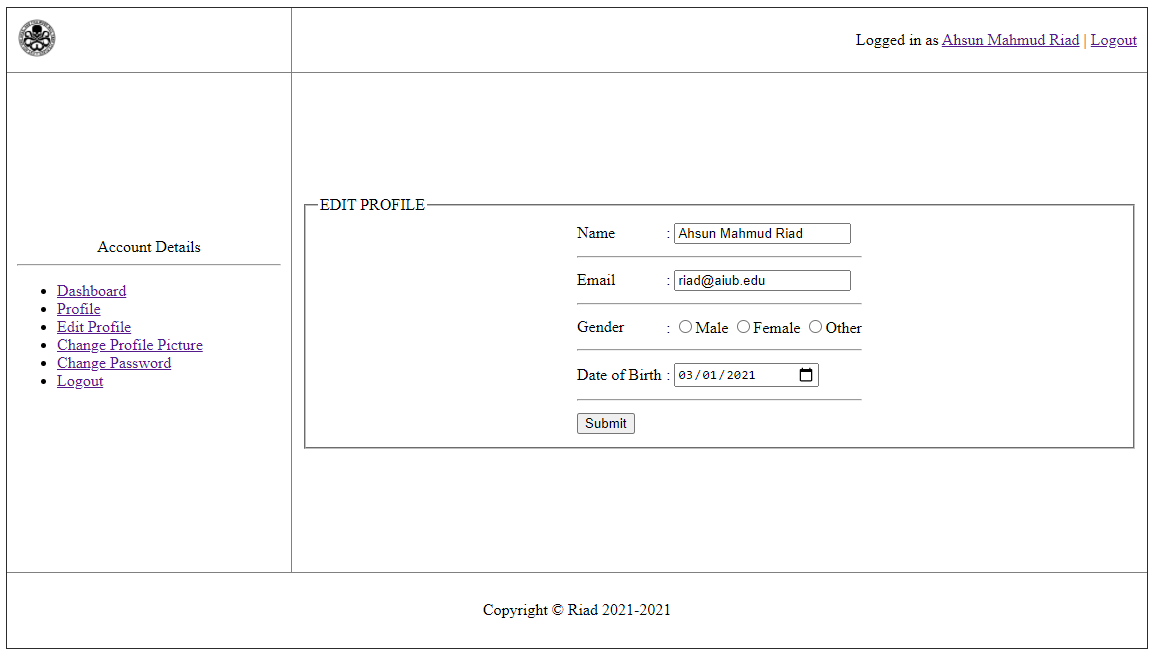 Logged in as Ahsun Mahmud Riad | Logout
Account Details
Dashboard
Profile
Edit Profile
Change Profile Picture
Change Password
Logout
EDIT PROFILE
Name : Ahsun Mahmud Riad
Email : riad@aiub.edu
Gender : Male Female Other
Date of Birth : 03/01/2021
Submit
Copyright © Riad 2021-2021